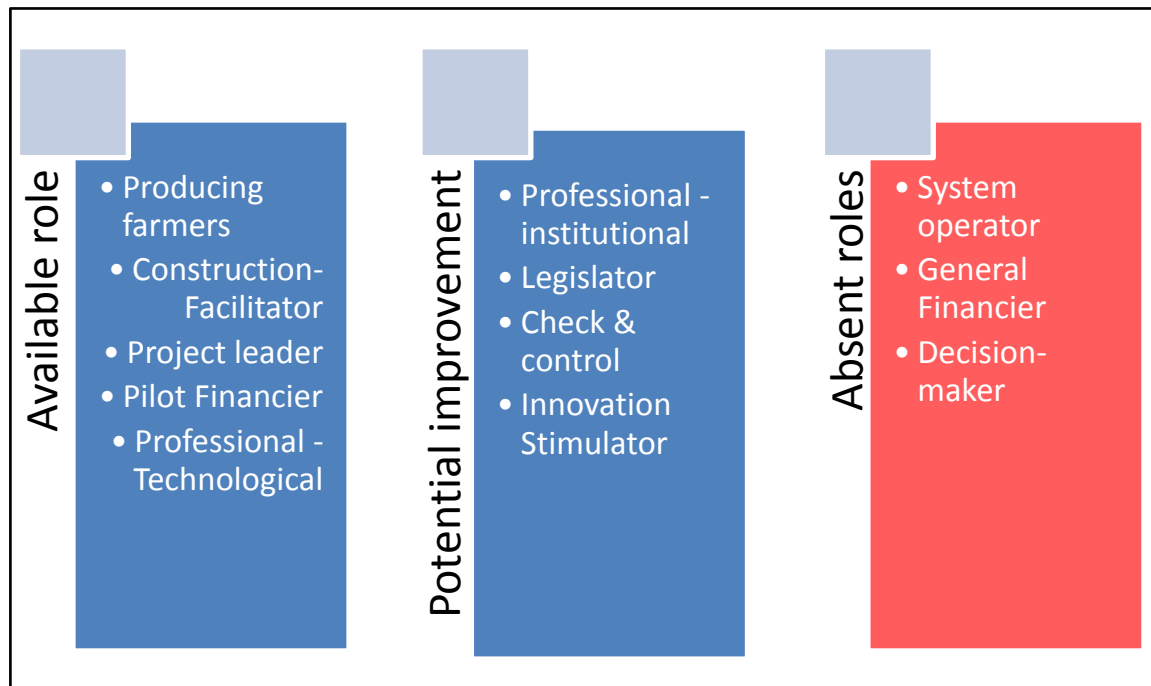 Available role
• Producing
farmers
• Construction-
Facilitator
• Project leader
• Pilot Financier
• Professional -
Technological
Potential improvement
• Professional -
institutional
• Legislator
• Check &
control
• Innovation
Stimulator
Absent roles
• System
operator
• General
Financier
• Decision-
maker